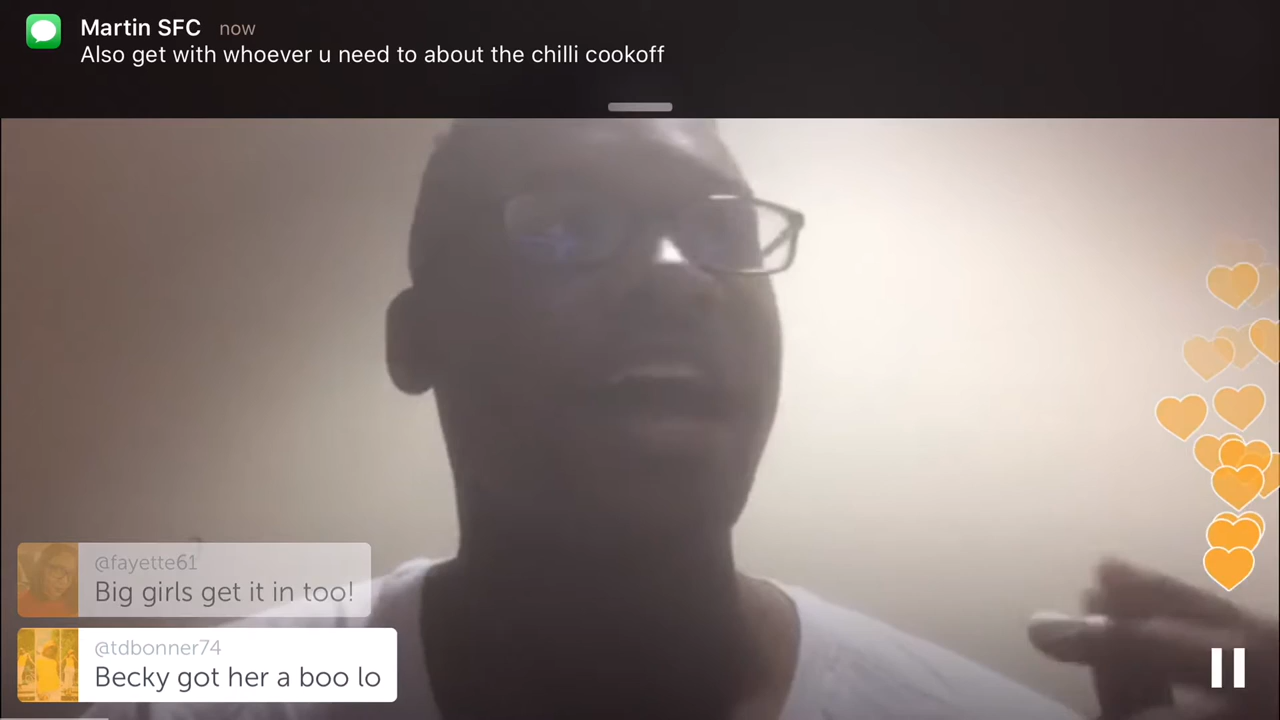 Martin SFC now
Also get with whoever u need to about the chilli cookoff
@fayette61
Big girls get it in too!
@tdbonner74
Becky got her a boo lo